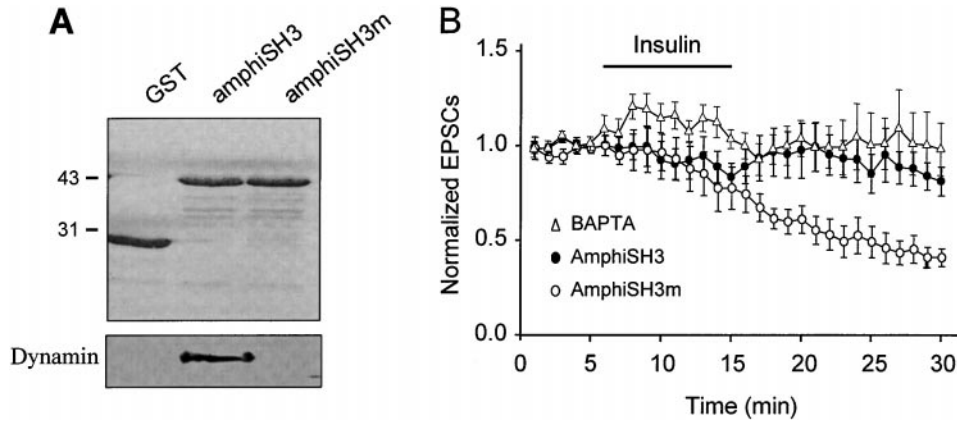 A
GST
amphiSH3
amphiSH3m
43
31
Dynamin
B
Normalized EPSCs
1.5
1.0
0.5
0.0
Insulin
BAPTA
AmphiSH3
AmphiSH3m
0 5 10 15 20 25 30
Time (min)